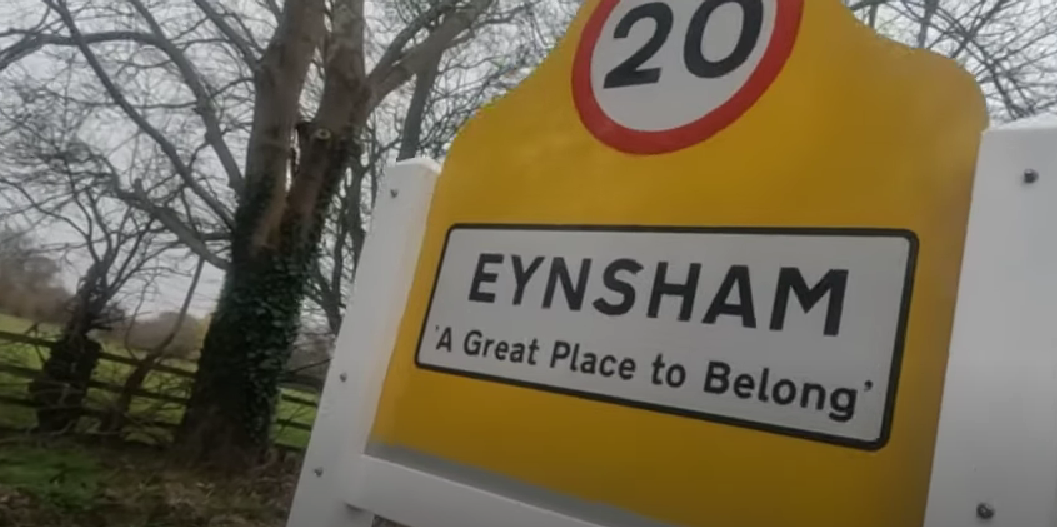 20
EYNSHAM
'A Great Place to Belong'